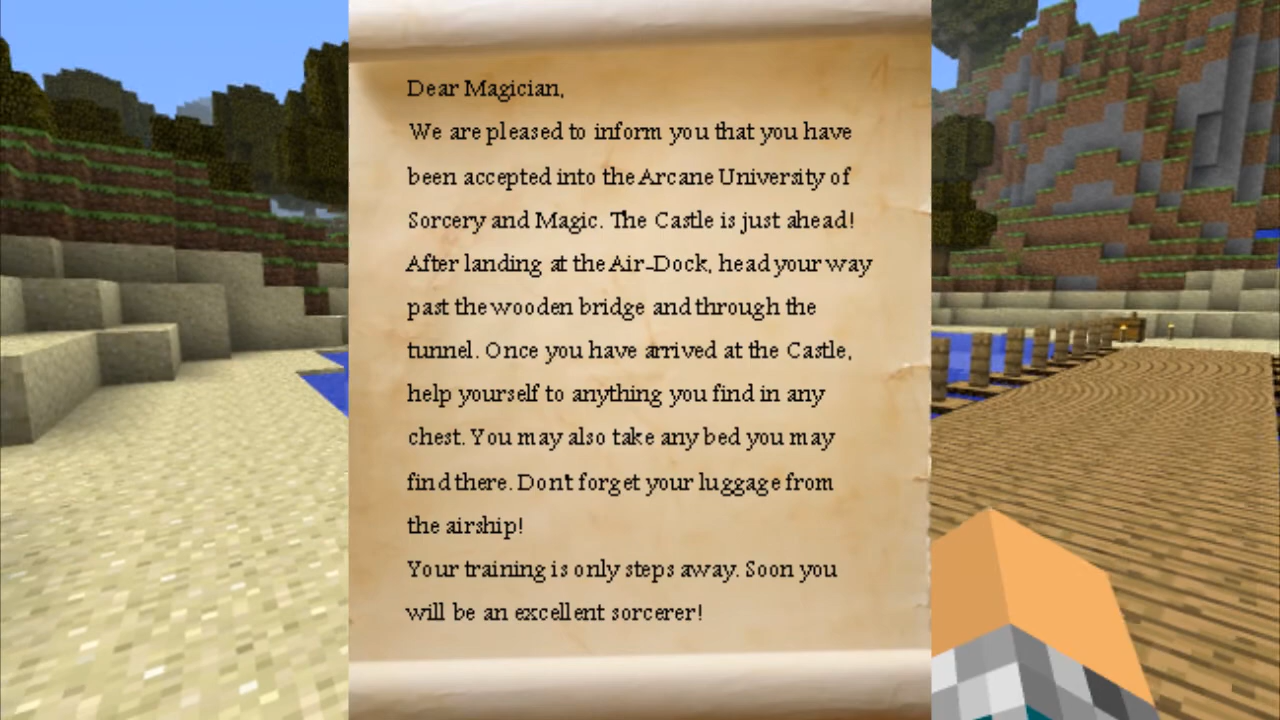 Dear Magician,
We are pleased to inform you that you have
been accepted into the Arcane University of
Sorcery and Magic. The Castle is just ahead!
After landing at the Air-Dock, head your way
past the wooden bridge and through the
tunnel. Once you have arrived at the Castle,
help yourself to anything you find in any
chest. You may also take any bed you may
find there. Don't forget your luggage from
the airship!
Your training is only steps away. Soon you
will be an excellent sorcerer!